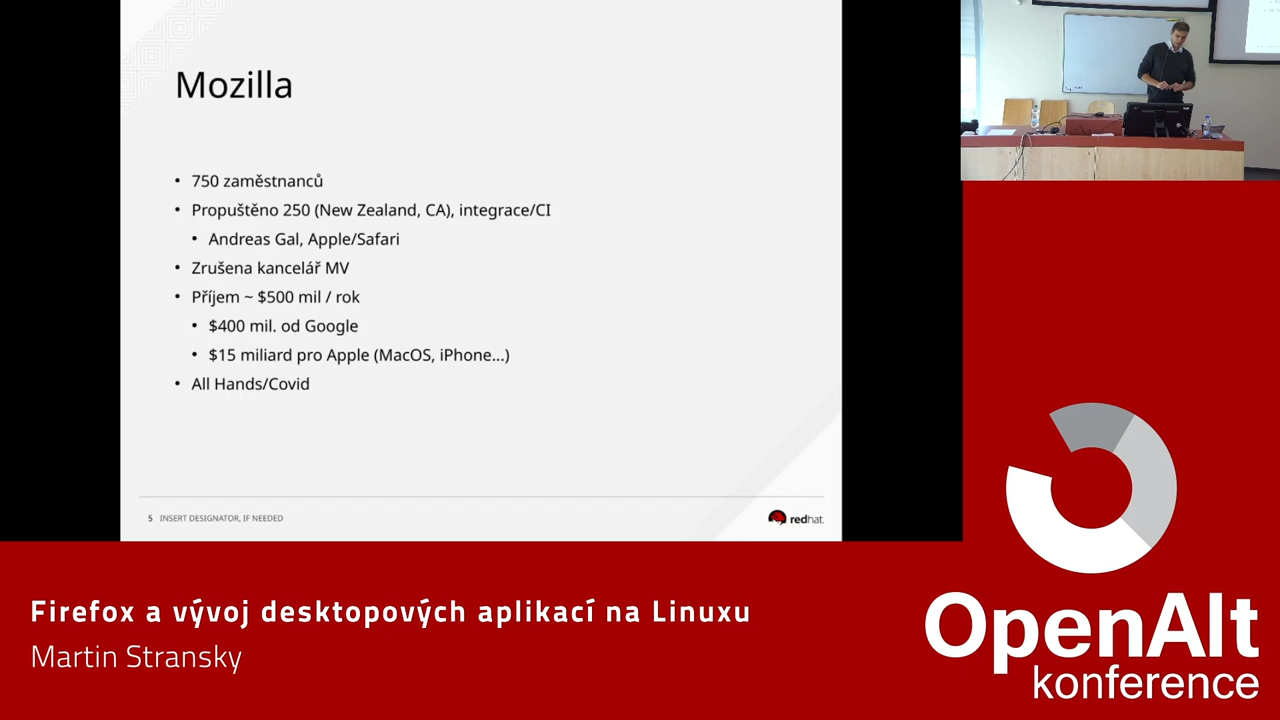 Mozilla
• 750 zaměstnanců
• Propuštěno 250 (New Zealand, CA), integrace/CI
• Andreas Gal, Apple/Safari
• Zrušena kancelář MV
• Příjem ~ $500 mil / rok
• $400 mil. od Google
• $15 miliard pro Apple (MacOS, iPhone...)
• All Hands/Covid
5 INSERT DESIGNATOR, IF NEEDED
redhat.
Firefox a vývoj desktopových aplikací na Linuxu
Martin Stransky
OpenAlt
konference